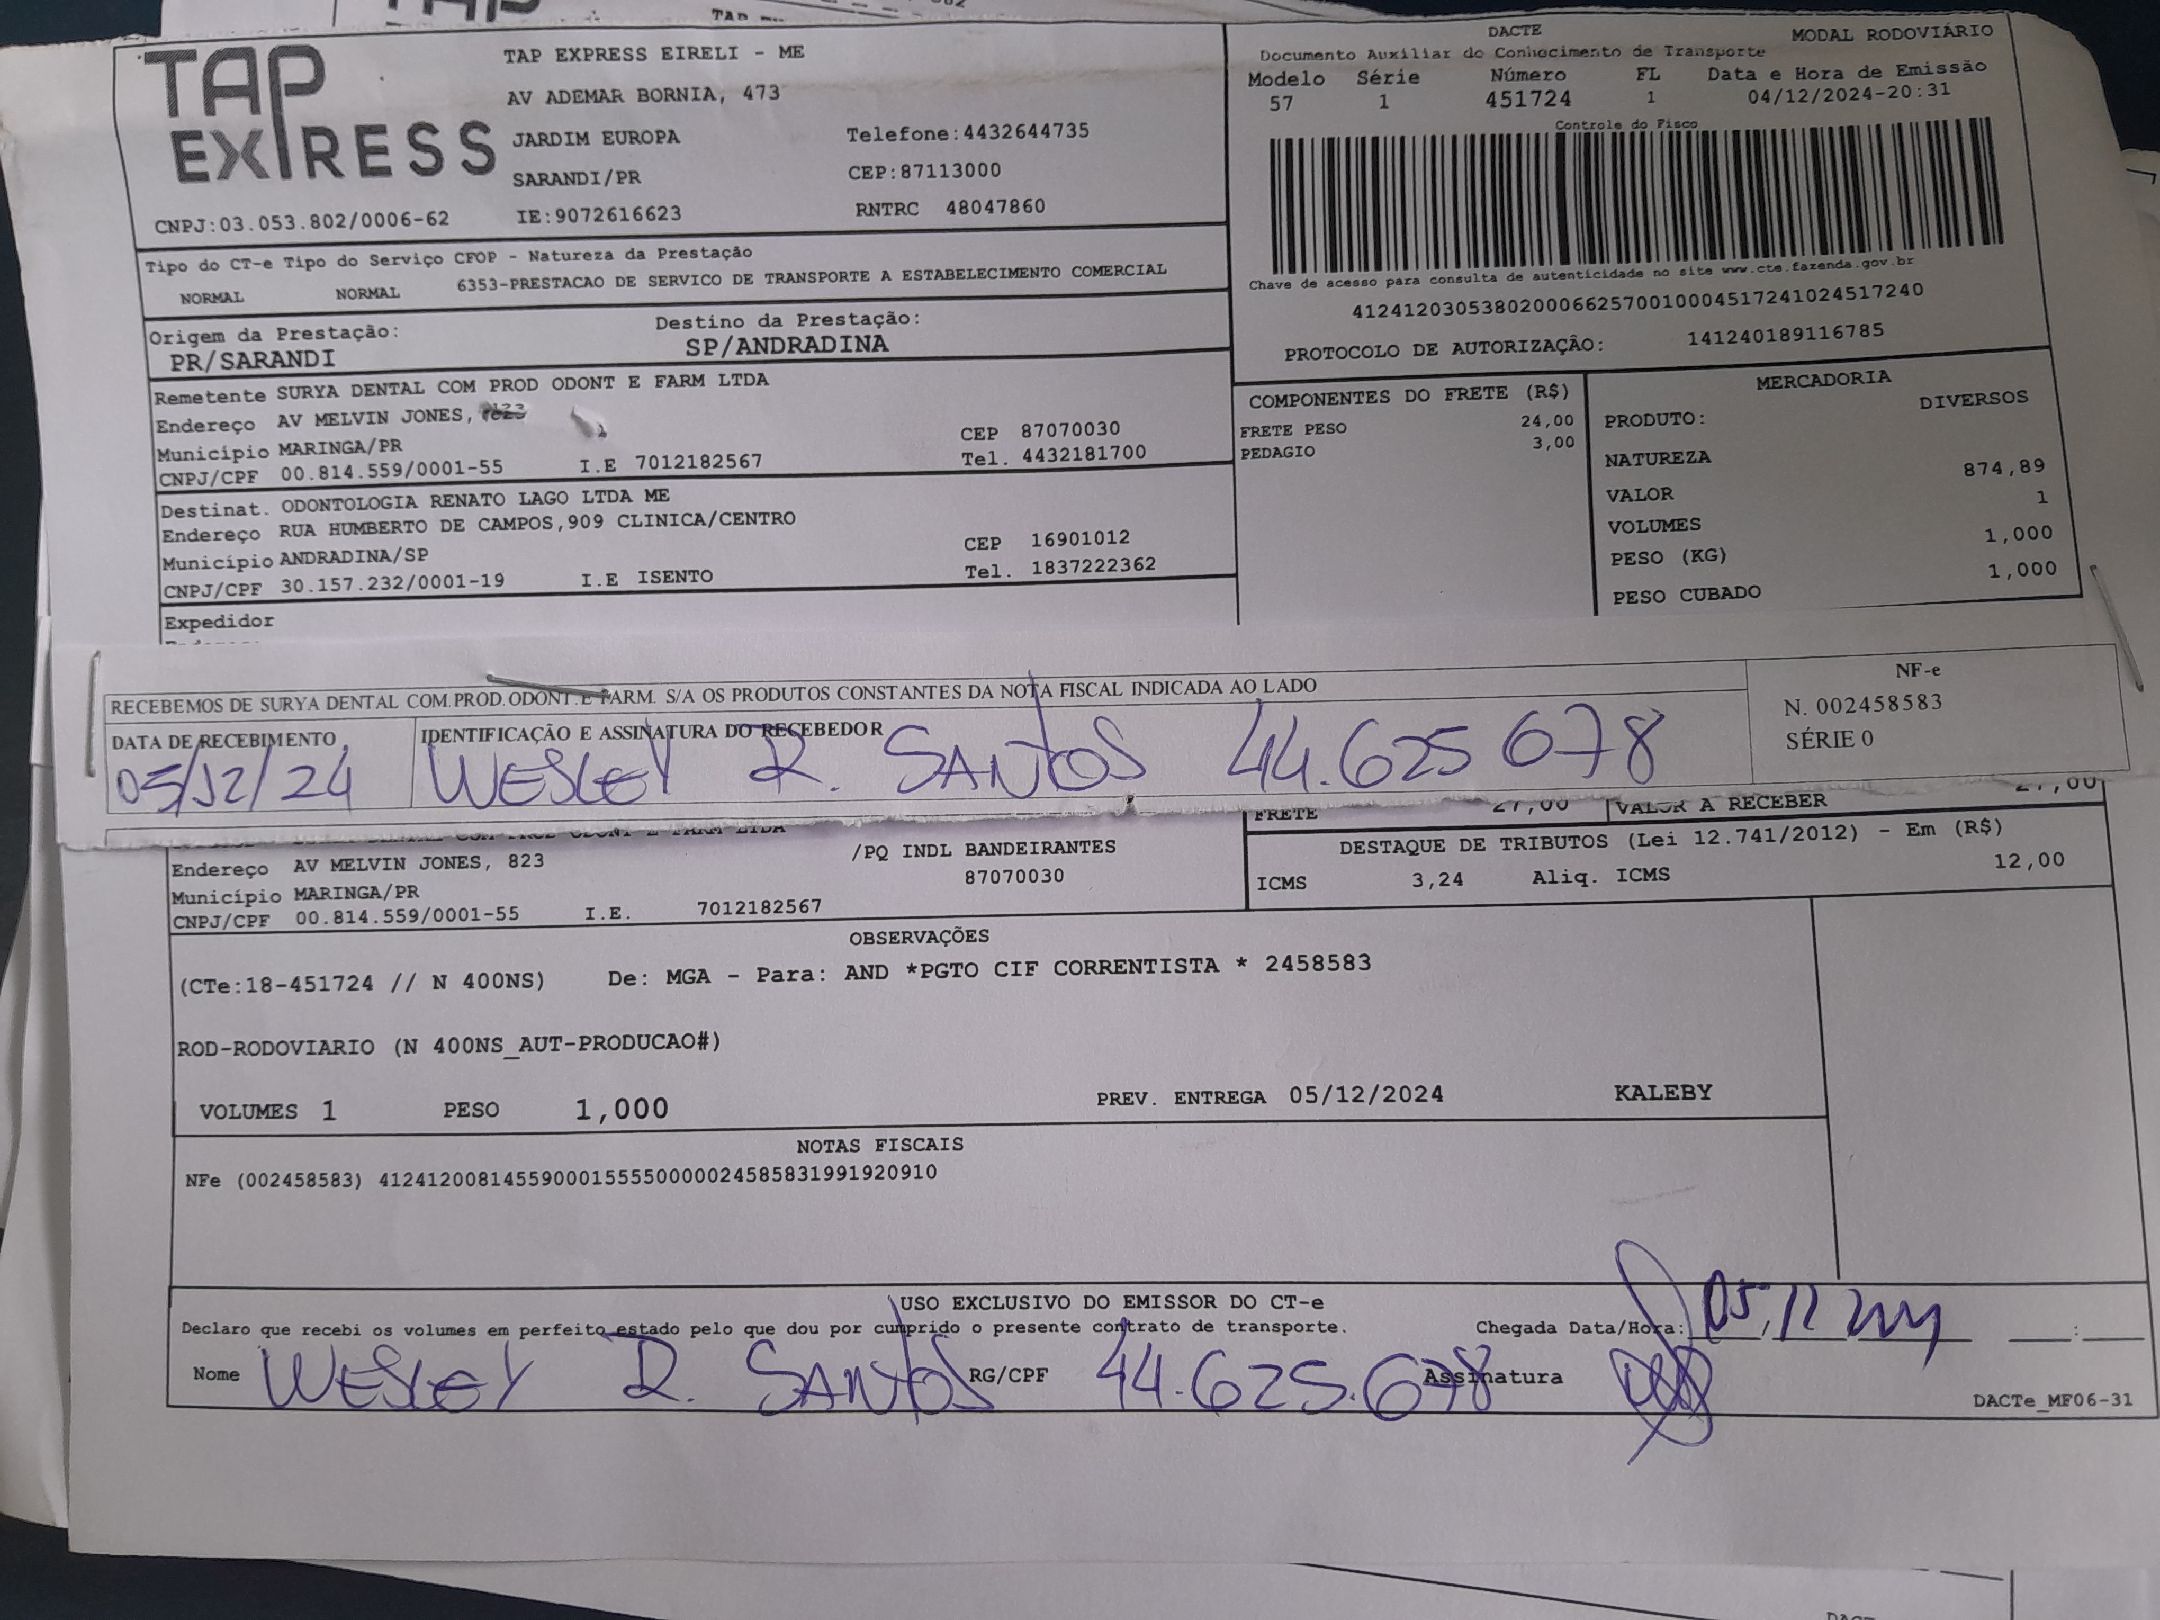 TAP EXPRESS
TAP EXPRESS EIRELI - ME
AV ADEMAR BORNIA, 473
JARDIM EUROPA Telefone:4432644735
SARANDI/PR CEP:87113000
CNPJ:03.053.802/0006-62 IE:9072616623 RNTRC 48047860
DACTE MODAL RODOVIÁRIO
Documento Auxiliar do Conhecimento de Transporte
Modelo Série Número FL Data e Hora de Emissão
57 1 451724 1 04/12/2024-20:31
Controle do Fisco
Chave de acesso para consulta de autenticidade no site www.cte.fazenda.gov.br
41241203053802000662570010004517241024517240
PROTOCOLO DE AUTORIZAÇÃO: 141240189116785
Tipo do CT-e Tipo do Serviço CFOP - Natureza da Prestação
NORMAL NORMAL 6353-PRESTACAO DE SERVICO DE TRANSPORTE A ESTABELECIMENTO COMERCIAL
Origem da Prestação: Destino da Prestação:
PR/SARANDI SP/ANDRADINA
Remetente SURYA DENTAL COM PROD ODONT E FARM LTDA
Endereço AV MELVIN JONES,
Município MARINGA/PR CEP 87070030
CNPJ/CPF 00.814.559/0001-55 I.E 7012182567 Tel. 4432181700
Destinat. ODONTOLOGIA RENATO LAGO LTDA ME
Endereço RUA HUMBERTO DE CAMPOS,909 CLINICA/CENTRO
Município ANDRADINA/SP CEP 16901012
CNPJ/CPF 30.157.232/0001-19 I.E ISENTO Tel. 1837222362
Expedidor
COMPONENTES DO FRETE (R$)
FRETE PESO 24,00
PEDAGIO 3,00
MERCADORIA
PRODUTO: DIVERSOS
NATUREZA
VALOR 874,89
VOLUMES 1
PESO (KG) 1,000
PESO CUBADO 1,000
RECEBEMOS DE SURYA DENTAL COM.PROD.ODONT.E FARM. S/A OS PRODUTOS CONSTANTES DA NOTA FISCAL INDICADA AO LADO
DATA DE RECEBIMENTO IDENTIFICAÇÃO E ASSINATURA DO RECEBEDOR
05/12/24 WESLEY R. SANTOS 44.625 678
NF-e
N. 002458583
SÉRIE 0
FRETE 27,00 VALOR A RECEBER 27,00
Endereço AV MELVIN JONES, 823 /PQ INDL BANDEIRANTES
Município MARINGA/PR 87070030
CNPJ/CPF 00.814.559/0001-55 I.E. 7012182567
DESTAQUE DE TRIBUTOS (Lei 12.741/2012) - Em (R$)
ICMS 3,24 Aliq. ICMS 12,00
OBSERVAÇÕES
(CTe:18-451724 // N 400NS) De: MGA - Para: AND *PGTO CIF CORRENTISTA * 2458583
ROD-RODOVIARIO (N 400NS_AUT-PRODUCAO#)
VOLUMES 1 PESO 1,000 PREV. ENTREGA 05/12/2024 KALEBY
NOTAS FISCAIS
NFe (002458583) 41241200814559000155550000024585831991920910
USO EXCLUSIVO DO EMISSOR DO CT-e
Declaro que recebi os volumes em perfeito estado pelo que dou por cumprido o presente contrato de transporte. Chegada Data/Hora: 05/12
Nome WESLEY R. SANTOS RG/CPF 44.625.678 Assinatura
DACTe_MF06-31